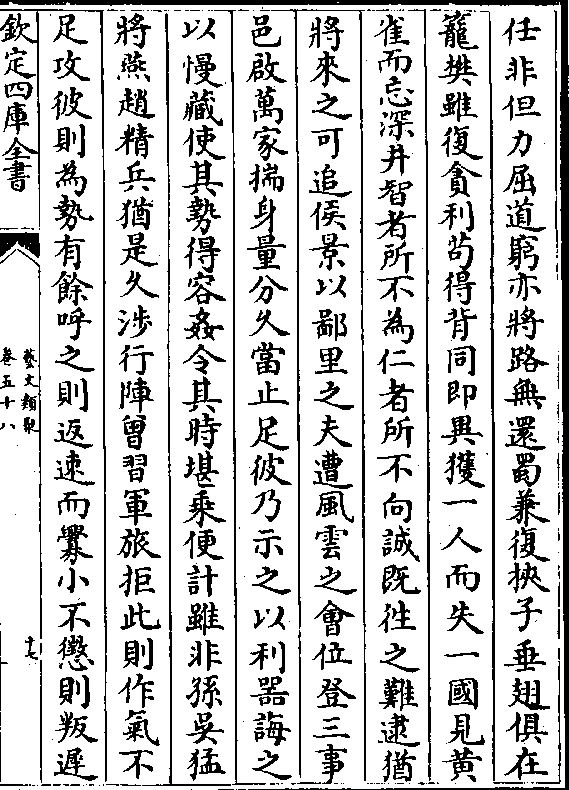 任非但力屈道窮亦將路無還蜀兼復挾子垂翅俱在
籠樊雖復貪利茍得背同即異獲一人而失一國見黃
雀而忘深井智者所不為仁者所不向誠既徃之難逮猶
將來之可追侯景以鄙里之夫遭風雲之會位登三事
邑啟萬家揣身量分久當止足彼乃示之以利器誨之
以慢藏使其勢得容姦令其時堪乘便計雖非孫吳猛
將燕趙精兵猶是久涉行陣曾習軍旅拒此則作氣不
足攻彼則為勢有餘呼之則返速而釁小不懲則叛遲
欽定四庫全書
藝文類聚
卷五十八
十七